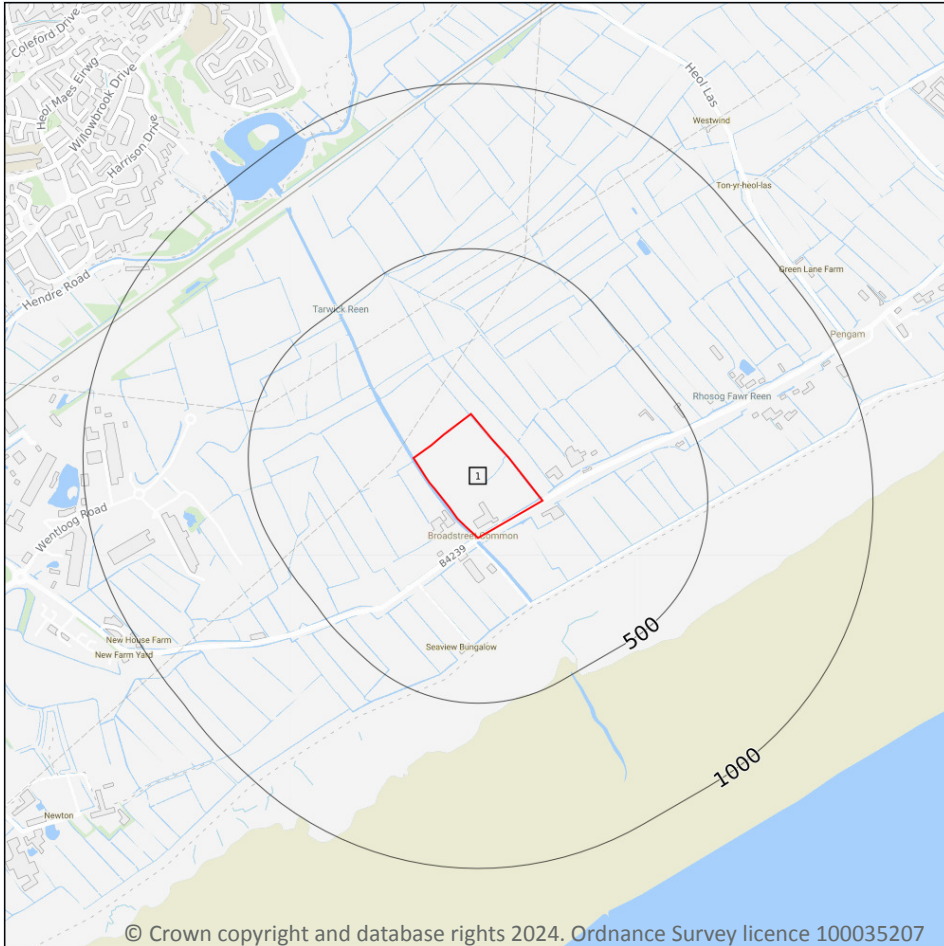 Coleford Drive
Heol Maes Eirwg
Willowbrook Drive
Harrison Drive
Heol Las
Westwind
Ton-yr-heol-las
Hendre Road
Green Lane Farm
Tarwick Reen
Pengam
Rhosog Fawr Reen
1
Wentloog Road
Broadstreet Common
B4239
500
New House Farm
New Farm Yard
Seaview Bungalow
1000
Newton
© Crown copyright and database rights 2024. Ordnance Survey licence 100035207